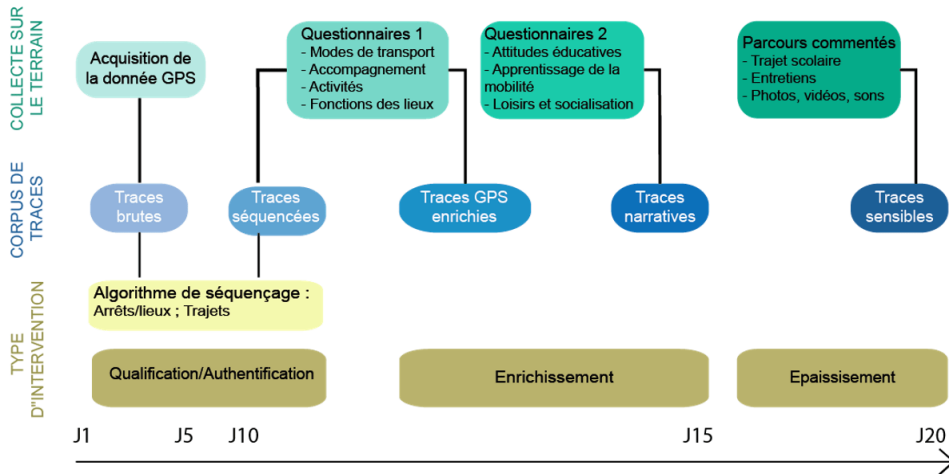 COLLECTE SUR
LE TERRAIN
Acquisition de
la donnée GPS
Questionnaires 1
- Modes de transport
- Accompagnement
- Activités
- Fonctions des lieux
Questionnaires 2
- Attitudes éducatives
- Apprentissage de la
mobilité
- Loisirs et socialisation
Parcours commentés
- Trajet scolaire
- Entretiens
- Photos, vidéos, sons
CORPUS DE
TRACES
Traces
brutes
Traces
séquencées
Traces GPS
enrichies
Traces
narratives
Traces
sensibles
TYPE
D"INTERVENTION
Algorithme de séquençage :
Arrêts/lieux ; Trajets
Qualification/Authentification
Enrichissement
Epaissisement
J1
J5
J10
J15
J20